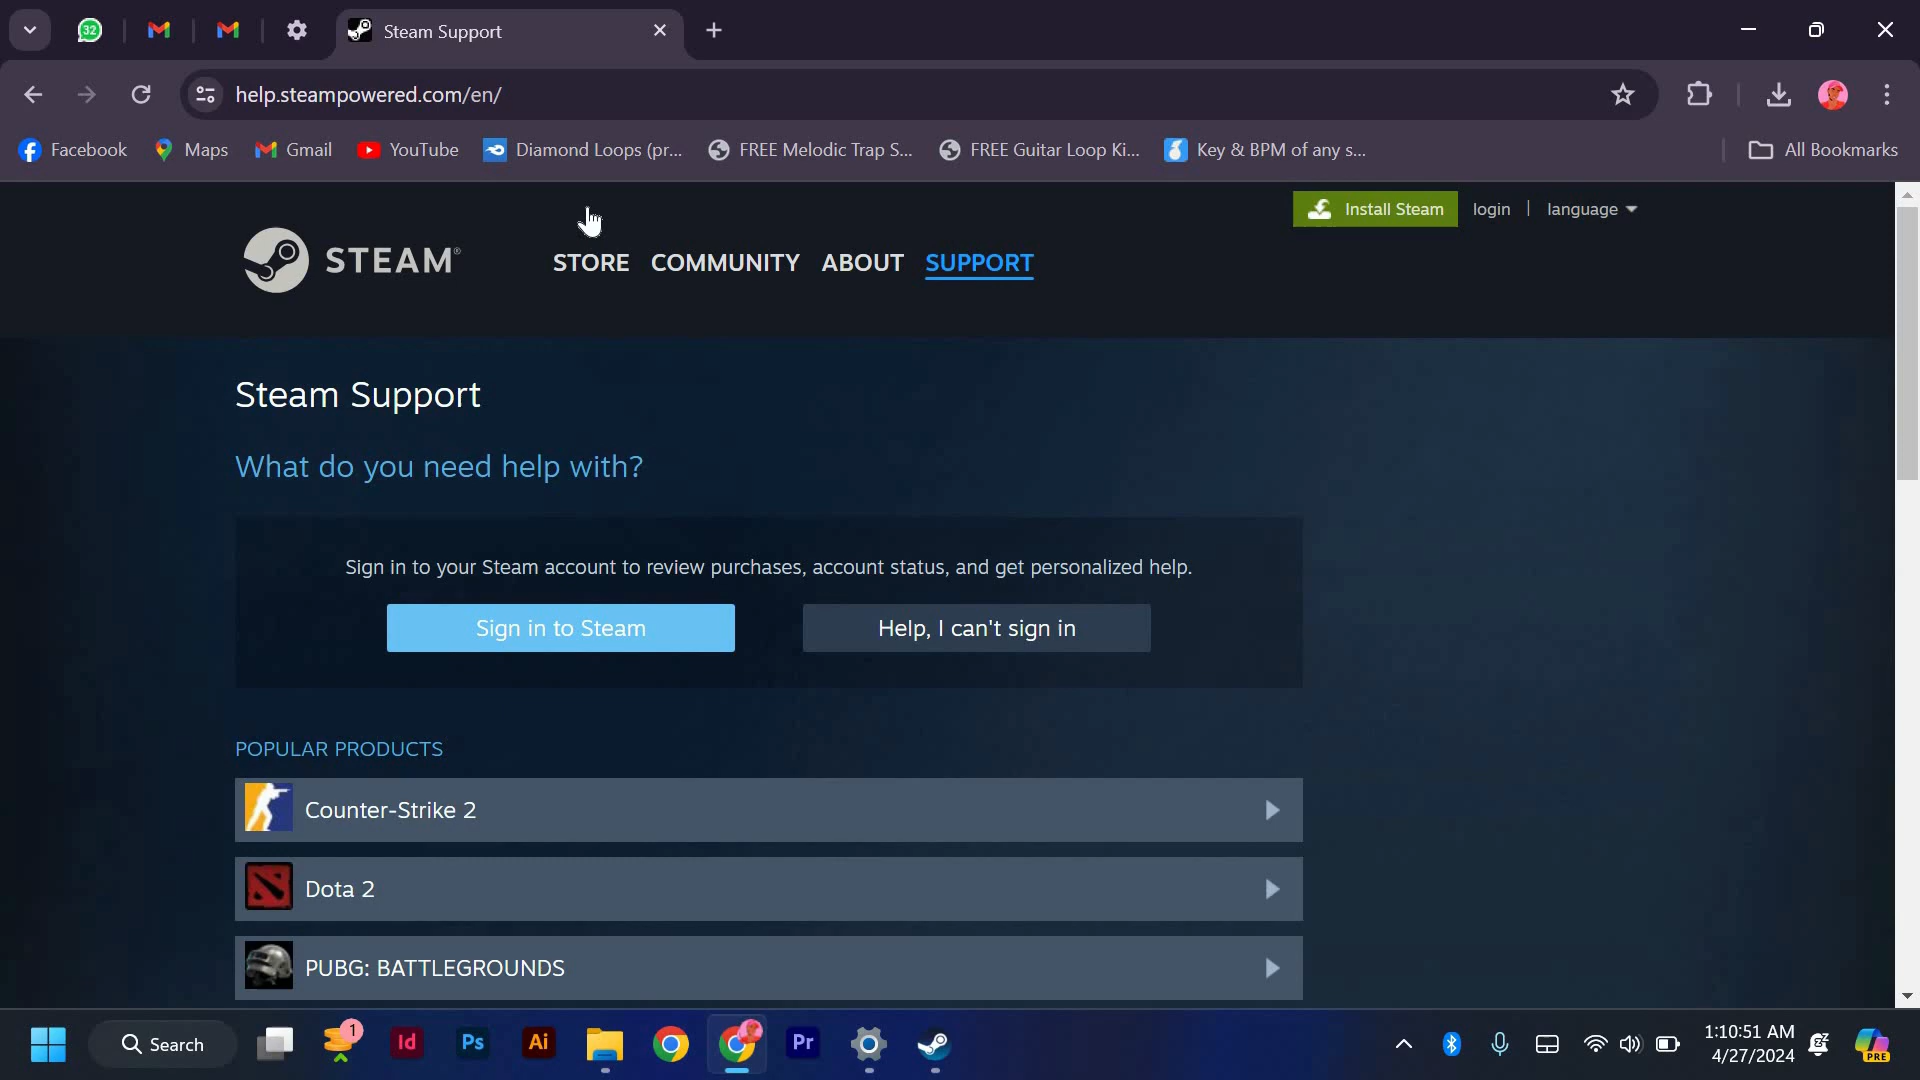 32
Steam Support
help.steampowered.com/en/
Facebook Maps Gmail YouTube Diamond Loops (pr... FREE Melodic Trap S... FREE Guitar Loop Ki... Key & BPM of any s... All Bookmarks
Install Steam login | language
STEAM®
STORE COMMUNITY ABOUT SUPPORT
Steam Support
What do you need help with?
Sign in to your Steam account to review purchases, account status, and get personalized help.
Sign in to Steam Help, I can't sign in
POPULAR PRODUCTS
Counter-Strike 2
Dota 2
PUBG: BATTLEGROUNDS
Search 1 Id Ps Ai Pr 1:10:51 AM
4/27/2024
PRE